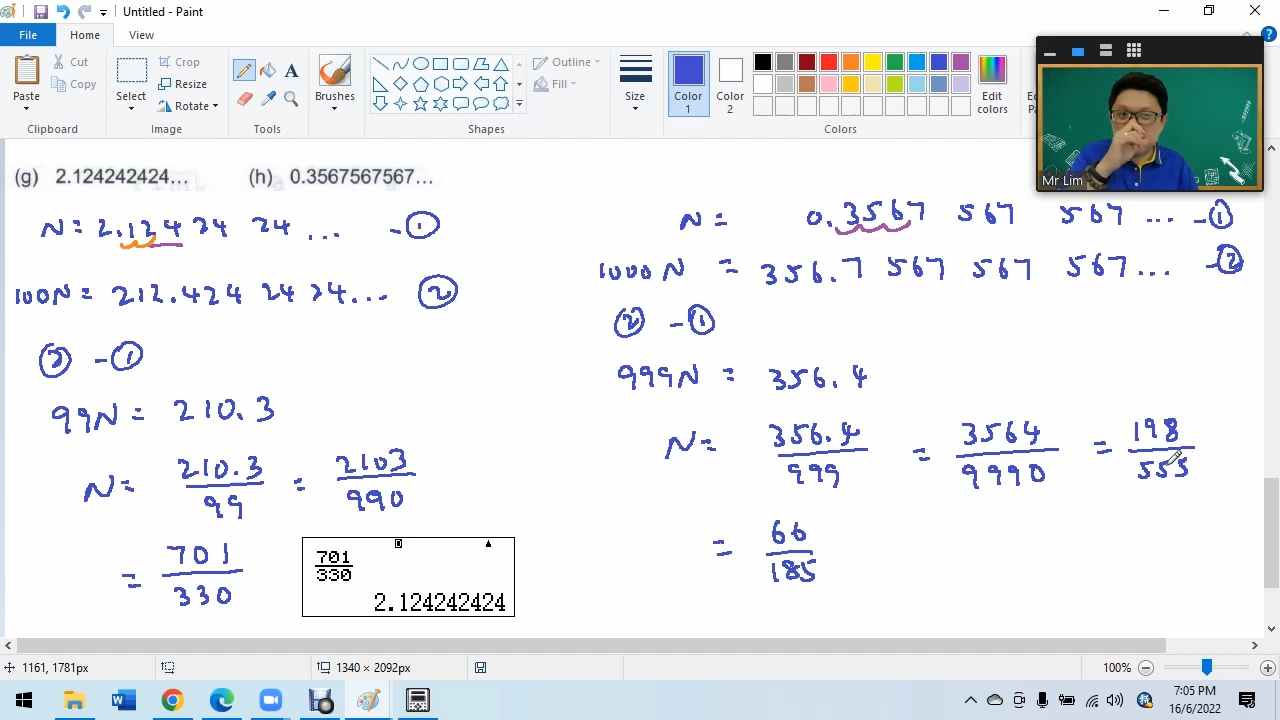 Untitled - Paint
File Home View
Paste Cut Copy Clipboard
Select Crop Resize Rotate Image
Tools
Brushes
Outline Fill Shapes
Size
Color 1 Color 2 Edit colors Colors
Mr Lim
(g) 2.124242424... (h) 0.3567567567...
N = 2.124 24 24 ... - ①
100N = 212.424 24 24... ②
② - ①
99N = 210.3
N = 210.3/99 = 2103/990
= 701/330
701/330
2.124242424
N = 0.3567 567 567 ... - ①
1000N = 356.7 567 567 567... - ②
② - ①
999N = 356.4
N = 356.4/999 = 3564/9990 = 198/555
= 66/185
1161, 1781px 1340 × 2092px 100%
7:05 PM
16/6/2022